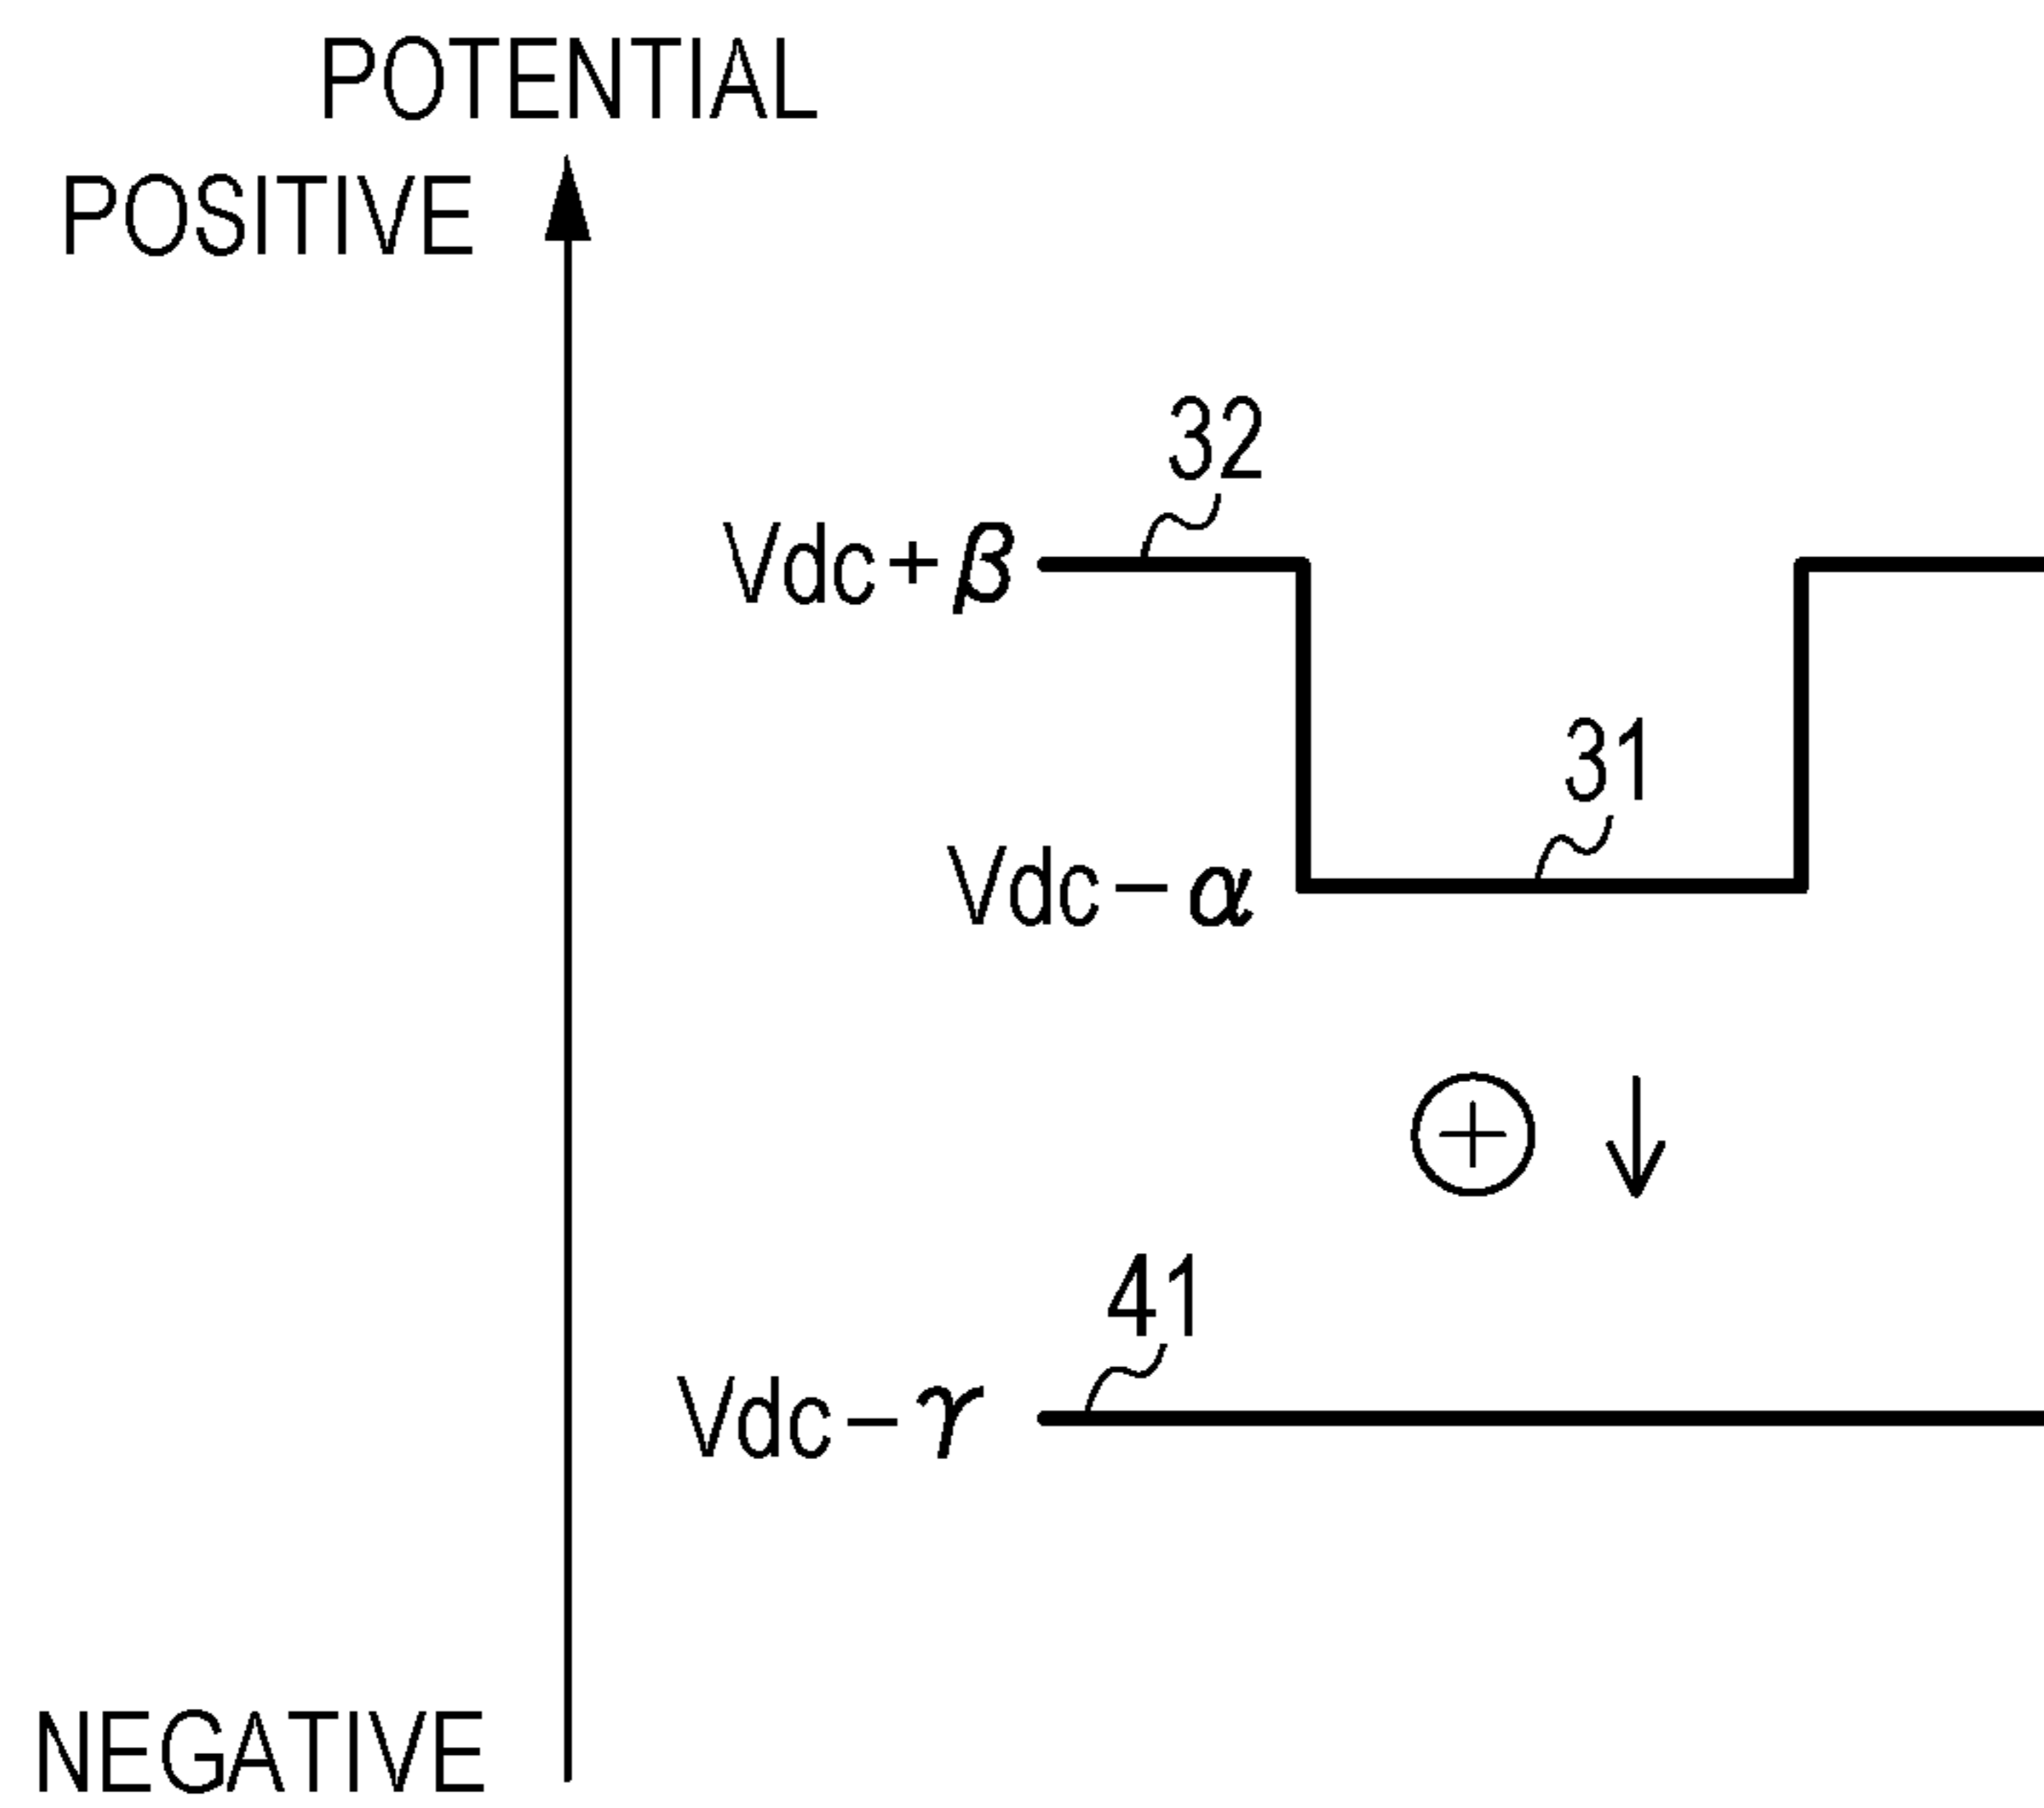 POTENTIAL
POSITIVE
32
Vdc+β
31
Vdc−α
⊕ ↓
41
Vdc−γ
NEGATIVE